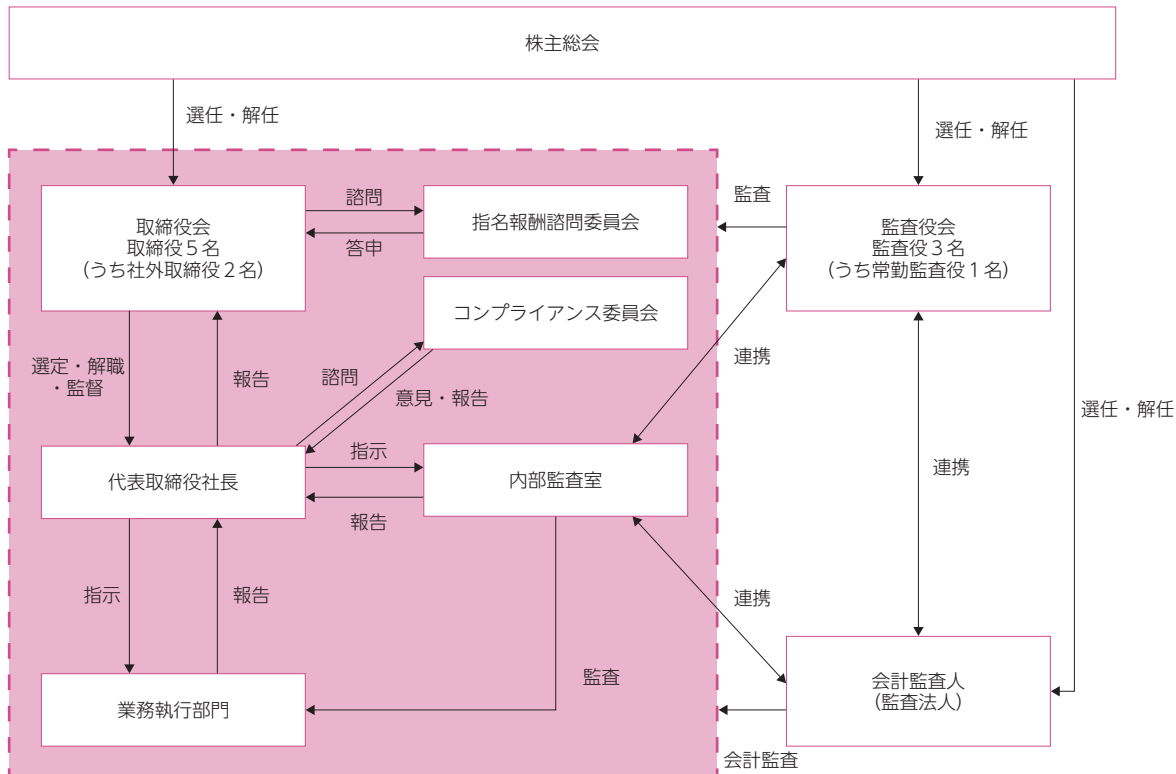 株主総会
選任・解任
選任・解任
監査
諮問
取締役会
取締役５名
（うち社外取締役２名）
指名報酬諮問委員会
監査役会
監査役３名
（うち常勤監査役１名）
答申
コンプライアンス委員会
選定・解職
・監督
報告
諮問
意見・報告
連携
選任・解任
代表取締役社長
指示
内部監査室
報告
連携
指示
報告
連携
監査
業務執行部門
会計監査人
（監査法人）
会計監査